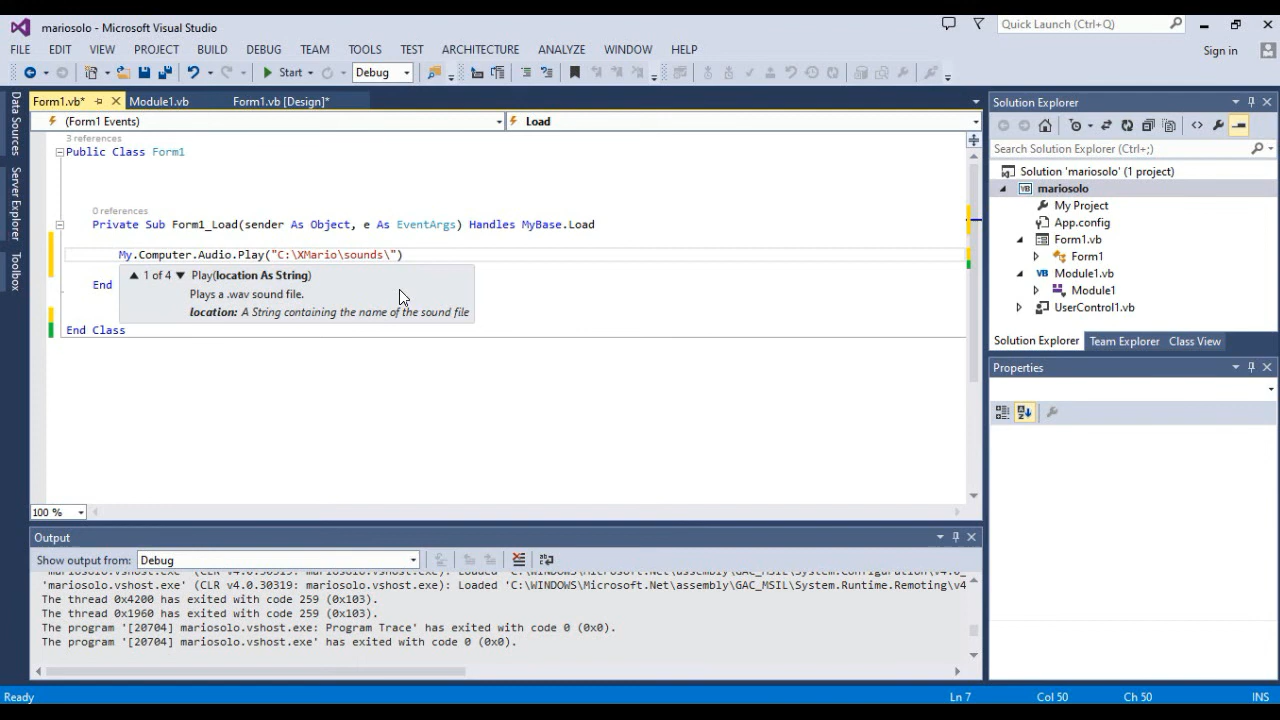 mariosolo - Microsoft Visual Studio
Quick Launch (Ctrl+Q)
FILE EDIT VIEW PROJECT BUILD DEBUG TEAM TOOLS TEST ARCHITECTURE ANALYZE WINDOW HELP
Sign in
Start
Debug
Data Sources
Server Explorer
Toolbox
Form1.vb*
Module1.vb
Form1.vb [Design]*
(Form1 Events)
Load
3 references
Public Class Form1
0 references
Private Sub Form1_Load(sender As Object, e As EventArgs) Handles MyBase.Load
My.Computer.Audio.Play("C:\XMario\sounds\")
1 of 4 Play(location As String)
Plays a .wav sound file.
location: A String containing the name of the sound file
End
End Class
100 %
Output
Show output from: Debug
'mariosolo.vshost.exe' (CLR v4.0.30319: mariosolo.vshost.exe): Loaded 'C:\WINDOWS\Microsoft.Net\assembly\GAC_MSIL\System.Runtime.Remoting\v4
The thread 0x4200 has exited with code 259 (0x103).
The thread 0x1960 has exited with code 259 (0x103).
The program '[20704] mariosolo.vshost.exe: Program Trace' has exited with code 0 (0x0).
The program '[20704] mariosolo.vshost.exe' has exited with code 0 (0x0).
Solution Explorer
Search Solution Explorer (Ctrl+;)
Solution 'mariosolo' (1 project)
mariosolo
My Project
App.config
Form1.vb
Form1
Module1.vb
Module1
UserControl1.vb
Solution Explorer Team Explorer Class View
Properties
Ready
Ln 7
Col 50
Ch 50
INS